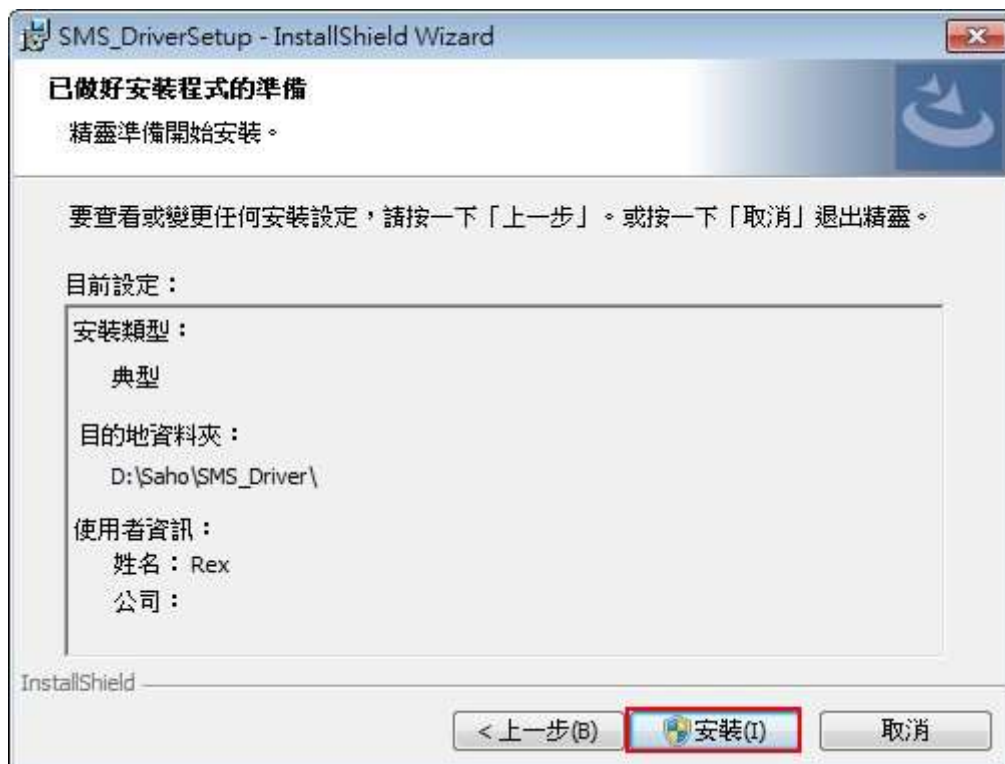 SMS_DriverSetup - InstallShield Wizard
已做好安裝程式的準備
精靈準備開始安裝。
要查看或變更任何安裝設定，請按一下「上一步」。或按一下「取消」退出精靈。
目前設定：
安裝類型：
典型
目的地資料夾：
D:\Saho\SMS_Driver\
使用者資訊：
姓名：Rex
公司：
InstallShield
< 上一步(B)
安裝(I)
取消